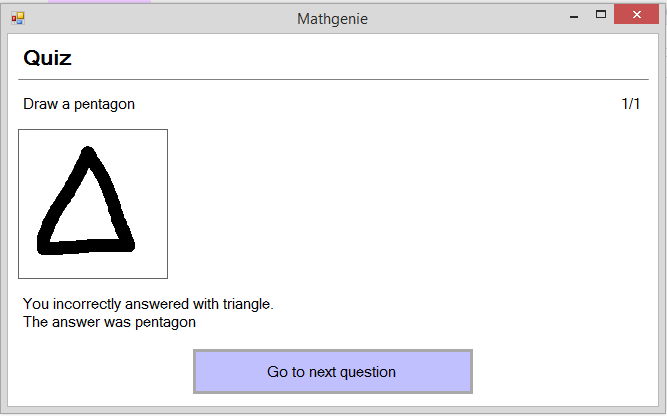 Mathgenie
Quiz
Draw a pentagon
1/1
You incorrectly answered with triangle.
The answer was pentagon
Go to next question